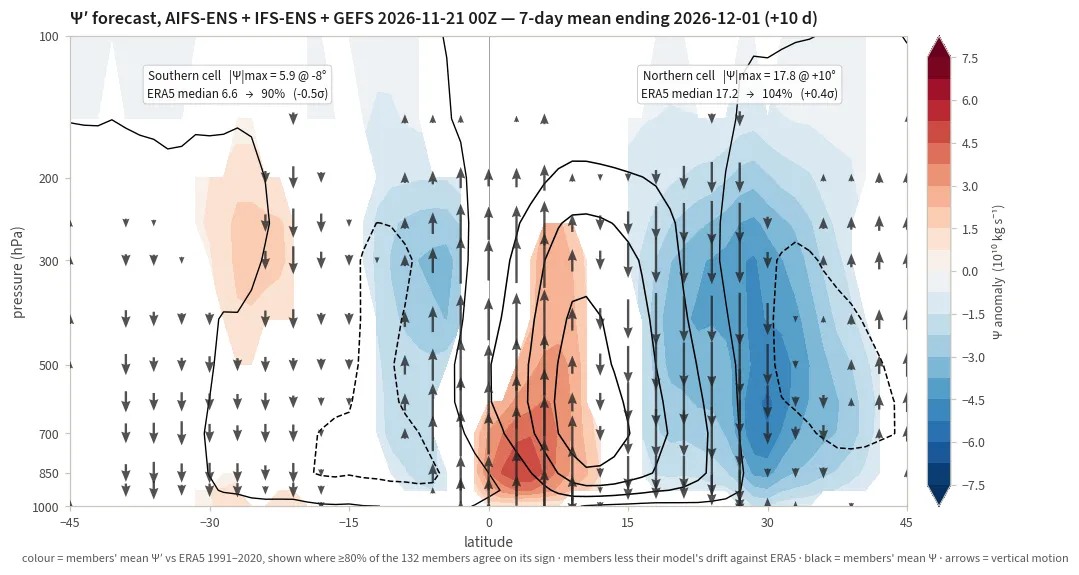 Ψ′ forecast, AIFS-ENS + IFS-ENS + GEFS 2026-11-21 00Z — 7-day mean ending 2026-12-01 (+10 d)
Southern cell |Ψ|max = 5.9 @ -8°
ERA5 median 6.6 → 90% (-0.5σ)
Northern cell |Ψ|max = 17.8 @ +10°
ERA5 median 17.2 → 104% (+0.4σ)
pressure (hPa)
100
200
300
400
500
700
850
1000
−45
−30
−15
0
15
30
45
latitude
7.5
6.0
4.5
3.0
1.5
0.0
−1.5
−3.0
−4.5
−6.0
−7.5
Ψ anomaly (10¹⁰ kg s⁻¹)
colour = members' mean Ψ′ vs ERA5 1991–2020, shown where ≥80% of the 132 members agree on its sign · members less their model's drift against ERA5 · black = members' mean Ψ · arrows = vertical motion